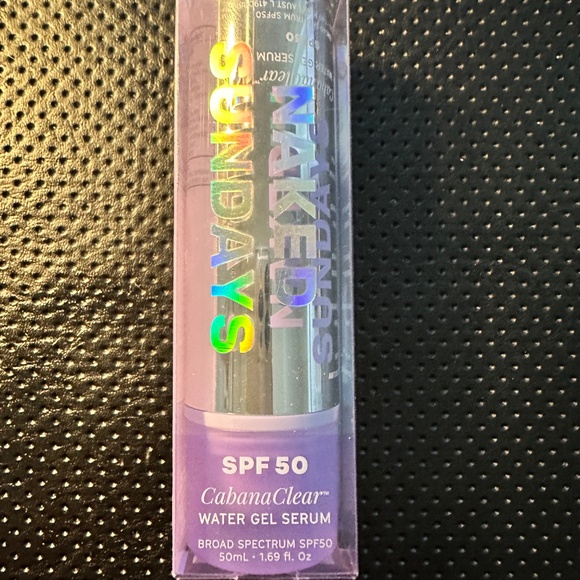 NAKED
SUNDAYS
SPF 50
CabanaClear™
WATER GEL SERUM
BROAD SPECTRUM SPF50
50mL • 1.69 fl. Oz